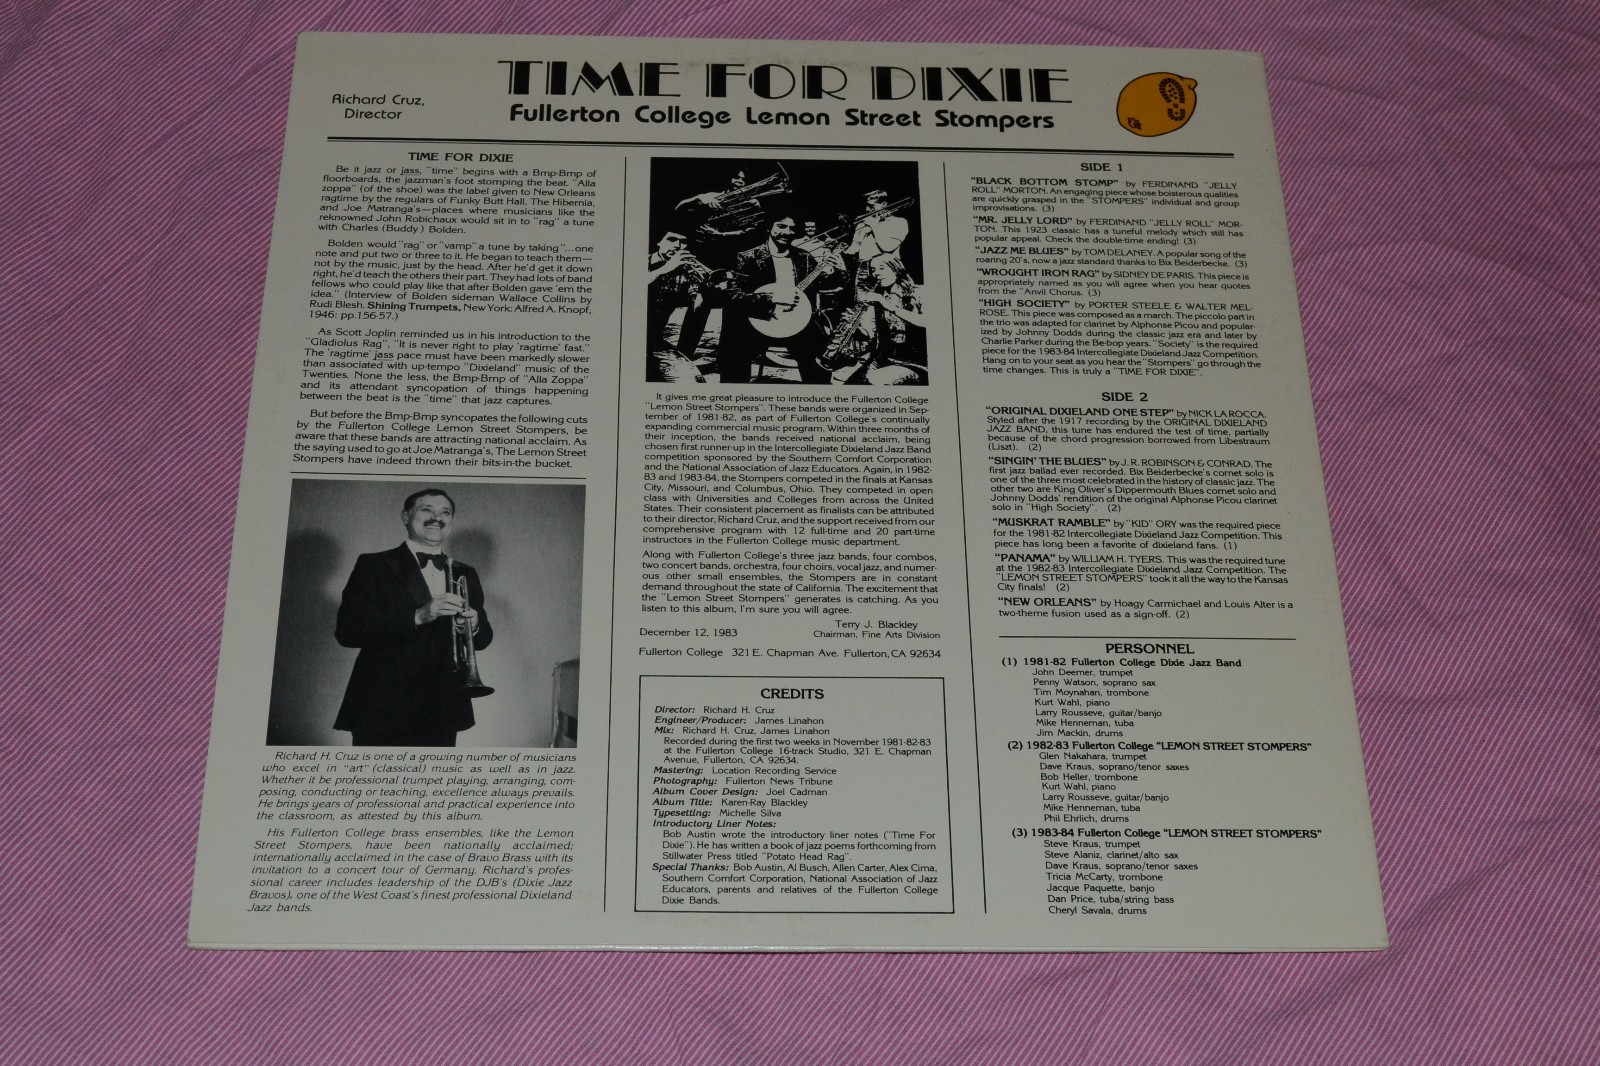 TIME FOR DIXIE
Fullerton College Lemon Street Stompers
Richard Cruz,
Director
TIME FOR DIXIE
Be it jazz or jass, "time" begins with a Bmp-Bmp of
floorboards, the jazzman's foot stomping the beat. "Alla
zoppa" (of the shoe) was the label given to New Orleans
ragtime by the regulars of Funky Butt Hall, The Hibernia,
and Joe Matranga's—places where musicians like the
reknowned John Robichaux would sit in to "rag" a tune
with Charles (Buddy) Bolden.
Bolden would "rag" or "vamp" a tune by taking "...one
note and put two or three to it. He began to teach them—
not by the music, just by the head. After he'd get it down
right, he'd teach the others their part. They had lots of band
fellows who could play like that after Bolden gave 'em the
idea." (Interview of Bolden sideman Wallace Collins by
Rudi Blesh. Shining Trumpets, New York: Alfred A. Knopf,
1946: pp.156-57.)
As Scott Joplin reminded us in his introduction to the
"Gladiolus Rag", "It is never right to play 'ragtime' fast."
The 'ragtime' jass pace must have been markedly slower
than associated with up-tempo "Dixieland" music of the
Twenties. None the less, the Bmp-Bmp of "Alla Zoppa"
and its attendant syncopation of things happening
between the beat is the "time" that jazz captures.
But before the Bmp-Bmp syncopates the following cuts
by the Fullerton College Lemon Street Stompers, be
aware that these bands are attracting national acclaim. As
the saying used to go at Joe Matranga's, The Lemon Street
Stompers have indeed thrown their bits-in-the bucket.
Richard H. Cruz is one of a growing number of musicians
who excel in "art" (classical) music as well as in jazz.
Whether it be professional trumpet playing, arranging, com-
posing, conducting or teaching, excellence always prevails.
He brings years of professional and practical experience into
the classroom, as attested by this album.
His Fullerton College brass ensembles, like the Lemon
Street Stompers, have been nationally acclaimed;
internationally acclaimed in the case of Bravo Brass with its
invitation to a concert tour of Germany. Richard's profes-
sional career includes leadership of the DJB's (Dixie Jazz
Bravos), one of the West Coast's finest professional Dixieland
Jazz bands.
It gives me great pleasure to introduce the Fullerton College
"Lemon Street Stompers". These bands were organized in Sep-
tember of 1981-82, as part of Fullerton College's continually
expanding commercial music program. Within three months of
their inception, the bands received national acclaim, being
chosen first runner-up in the Intercollegiate Dixieland Jazz Band
competition sponsored by the Southern Comfort Corporation
and the National Association of Jazz Educators. Again, in 1982-
83 and 1983-84, the Stompers competed in the finals at Kansas
City, Missouri, and Columbus, Ohio. They competed in open
class with Universities and Colleges from across the United
States. Their consistent placement as finalists can be attributed
to their director, Richard Cruz, and the support received from our
comprehensive program with 12 full-time and 20 part-time
instructors in the Fullerton College music department.
Along with Fullerton College's three jazz bands, four combos,
two concert bands, orchestra, four choirs, vocal jazz, and numer-
ous other small ensembles, the Stompers are in constant
demand throughout the state of California. The excitement that
the "Lemon Street Stompers" generates is catching. As you
listen to this album, I'm sure you will agree.
Terry J. Blackley
December 12, 1983 Chairman, Fine Arts Division
Fullerton College 321 E. Chapman Ave. Fullerton, CA 92634
CREDITS
Director: Richard H. Cruz
Engineer/Producer: James Linahon
Mix: Richard H. Cruz, James Linahon
Recorded during the first two weeks in November 1981-82-83
at the Fullerton College 16-track Studio, 321 E. Chapman
Avenue, Fullerton, CA 92634.
Mastering: Location Recording Service
Photography: Fullerton News Tribune
Album Cover Design: Joel Cadman
Album Title: Karen-Ray Blackley
Typesetting: Michelle Silva
Introductory Liner Notes:
Bob Austin wrote the introductory liner notes ("Time For
Dixie"). He has written a book of jazz poems forthcoming from
Stillwater Press titled "Potato Head Rag".
Special Thanks: Bob Austin, Al Busch, Allen Carter, Alex Cima,
Southern Comfort Corporation, National Association of Jazz
Educators, parents and relatives of the Fullerton College
Dixie Bands.
SIDE 1
"BLACK BOTTOM STOMP" by FERDINAND "JELLY
ROLL" MORTON. An engaging piece whose boisterous qualities
are quickly grasped in the "STOMPERS" individual and group
improvisations. (3)
"MR. JELLY LORD" by FERDINAND "JELLY ROLL" MOR-
TON. This 1923 classic has a tuneful melody which still has
popular appeal. Check the double-time ending! (3)
"JAZZ ME BLUES" by TOM DELANEY. A popular song of the
roaring 20's, now a jazz standard thanks to Bix Beiderbecke. (3)
"WROUGHT IRON RAG" by SIDNEY DE PARIS. This piece is
appropriately named as you will agree when you hear quotes
from the "Anvil Chorus. (3)
"HIGH SOCIETY" by PORTER STEELE & WALTER MEL-
ROSE. This piece was composed as a march. The piccolo part in
the trio was adapted for clarinet by Alphonse Picou and popular-
ized by Johnny Dodds during the classic jazz era and later by
Charlie Parker during the Be-bop years. "Society" is the required
piece for the 1983-84 Intercollegiate Dixieland Jazz Competition.
Hang on to your seat as you hear the "Stompers" go through the
time changes. This is truly a "TIME FOR DIXIE".
SIDE 2
"ORIGINAL DIXIELAND ONE STEP" by NICK LA ROCCA.
Styled after the 1917 recording by the ORIGINAL DIXIELAND
JAZZ BAND, this tune has endured the test of time, partially
because of the chord progression borrowed from Libestraum
(Liszt). (2)
"SINGIN' THE BLUES" by J. R. ROBINSON & CONRAD. The
first jazz ballad ever recorded. Bix Beiderbecke's cornet solo is
one of the three most celebrated in the history of classic jazz. The
other two are King Oliver's Dippermouth Blues cornet solo and
Johnny Dodds' rendition of the original Alphonse Picou clarinet
solo in "High Society". (2)
"MUSKRAT RAMBLE" by "KID" ORY was the required piece
for the 1981-82 Intercollegiate Dixieland Jazz Competition. This
piece has long been a favorite of dixieland fans. (1)
"PANAMA" by WILLIAM H. TYERS. This was the required tune
at the 1982-83 Intercollegiate Dixieland Jazz Competition. The
"LEMON STREET STOMPERS" took it all the way to the Kansas
City finals! (2)
"NEW ORLEANS" by Hoagy Carmichael and Louis Alter is a
two-theme fusion used as a sign-off. (2)
PERSONNEL
(1) 1981-82 Fullerton College Dixie Jazz Band
John Deemer, trumpet
Penny Watson, soprano sax
Tim Moynahan, trombone
Kurt Wahl, piano
Larry Rousseve, guitar/banjo
Mike Henneman, tuba
Jim Mackin, drums
(2) 1982-83 Fullerton College "LEMON STREET STOMPERS"
Glen Nakahara, trumpet
Dave Kraus, soprano/tenor saxes
Bob Heller, trombone
Kurt Wahl, piano
Larry Rousseve, guitar/banjo
Mike Henneman, tuba
Phil Ehrlich, drums
(3) 1983-84 Fullerton College "LEMON STREET STOMPERS"
Steve Kraus, trumpet
Steve Alaniz, clarinet/alto sax
Dave Kraus, soprano/tenor saxes
Tricia McCarty, trombone
Jacque Paquette, banjo
Dan Price, tuba/string bass
Cheryl Savala, drums